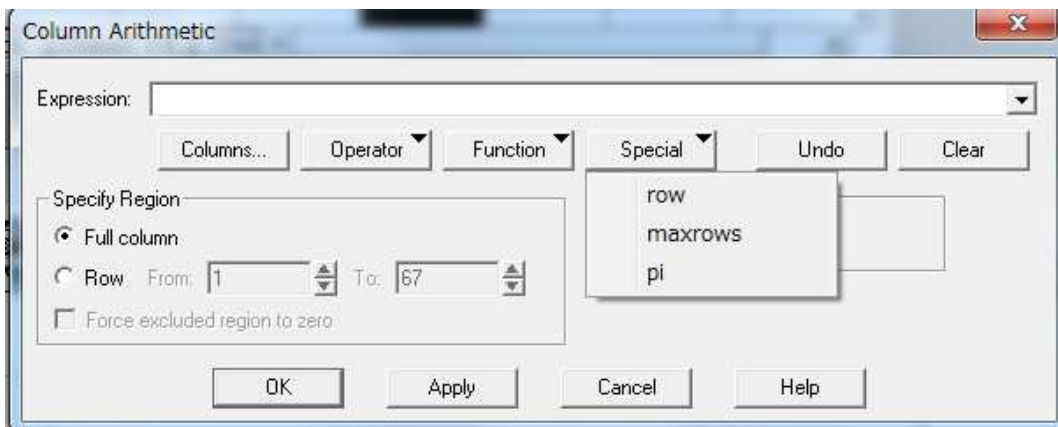 Column Arithmetic
Expression:
Columns... Operator Function Special Undo Clear
Specify Region
Full column
Row From: 1 To: 67
Force excluded region to zero
row
maxrows
pi
OK Apply Cancel Help